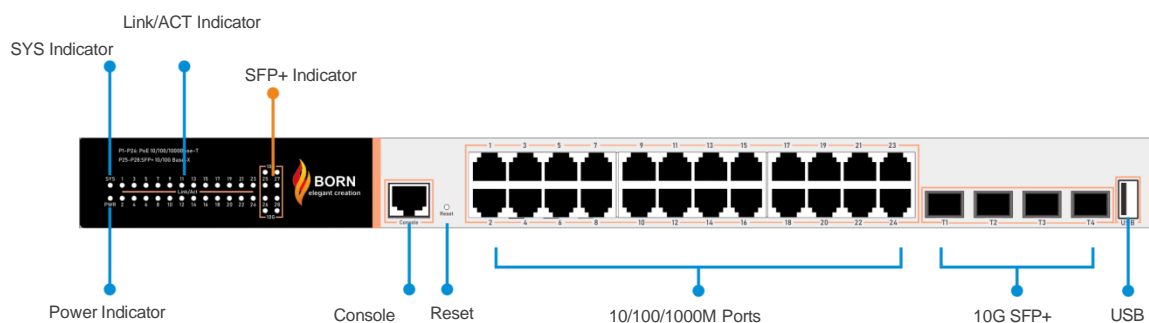 Link/ACT Indicator
SYS Indicator
SFP+ Indicator
P1-P24: PoE 10/100/1000Base-T
P25-P28:SFP+ 1G/10G Base-X
SYS 1 3 5 7 9 11 13 15 17 19 21 23 25 27
Link/Act
PWR 2 4 6 8 10 12 14 16 18 20 22 24 26 28
10G
BORN
elegant creation
Console
Reset
1 3 5 7 9 11 13 15 17 19 21 23
2 4 6 8 10 12 14 16 18 20 22 24
T1 T2 T3 T4
USB
Power Indicator
Console
Reset
10/100/1000M Ports
10G SFP+
USB